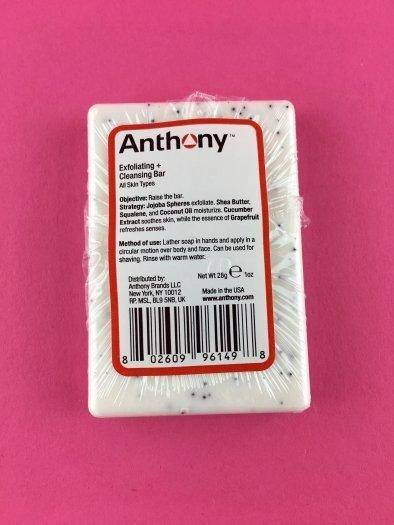 Anthony™
Exfoliating +
Cleansing Bar
All Skin Types
Objective: Raise the bar.
Strategy: Jojoba Spheres exfoliate. Shea Butter,
Squalene, and Coconut Oil moisturize. Cucumber
Extract soothes skin, while the essence of Grapefruit
refreshes senses.
Method of use: Lather soap in hands and apply in a
circular motion over body and face. Can be used for
shaving. Rinse with warm water.
Distributed by:
Anthony Brands LLC
New York, NY 10012
RP. MSL, BL9 5NB, UK
Net Wt 28g ℮ 1oz
Made in the USA
www.anthony.com
8 02609 96149 8